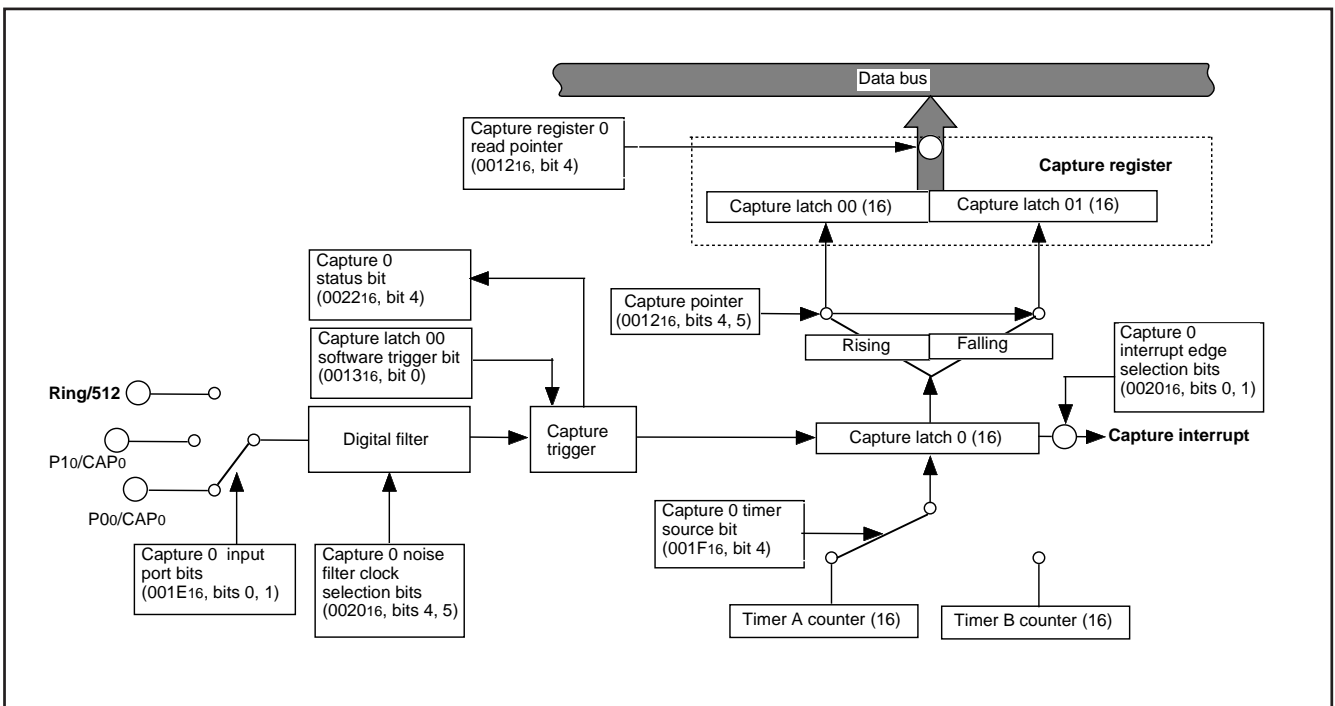 Data bus
Capture register 0
read pointer
(001216, bit 4)
Capture register
Capture latch 00 (16)
Capture latch 01 (16)
Capture 0
status bit
(002216, bit 4)
Capture pointer
(001216, bits 4, 5)
Capture latch 00
software trigger bit
(001316, bit 0)
Rising
Falling
Capture 0
interrupt edge
selection bits
(002016, bits 0, 1)
Ring/512
P10/CAP0
P00/CAP0
Digital filter
Capture
trigger
Capture latch 0 (16)
Capture interrupt
Capture 0 input
port bits
(001E16, bits 0, 1)
Capture 0 noise
filter clock
selection bits
(002016, bits 4, 5)
Capture 0 timer
source bit
(001F16, bit 4)
Timer A counter (16)
Timer B counter (16)